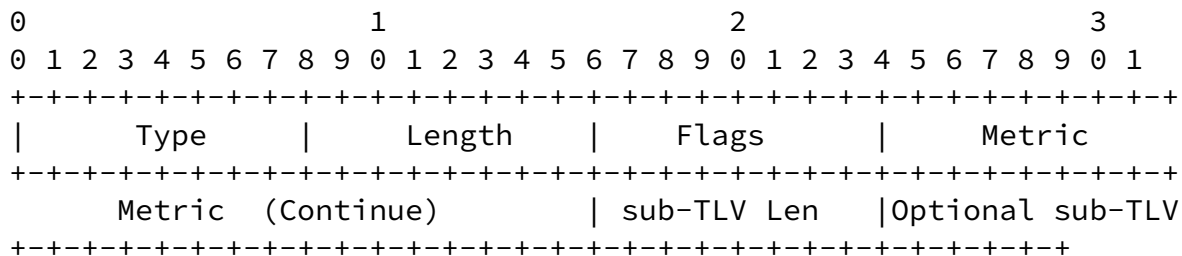 0                   1                   2                   3
0 1 2 3 4 5 6 7 8 9 0 1 2 3 4 5 6 7 8 9 0 1 2 3 4 5 6 7 8 9 0 1
+-+-+-+-+-+-+-+-+-+-+-+-+-+-+-+-+-+-+-+-+-+-+-+-+-+-+-+-+-+-+-+-+
|      Type     |     Length    |    Flags      |     Metric
+-+-+-+-+-+-+-+-+-+-+-+-+-+-+-+-+-+-+-+-+-+-+-+-+-+-+-+-+-+-+-+-+
      Metric  (Continue)        | sub-TLV Len   |Optional sub-TLV
+-+-+-+-+-+-+-+-+-+-+-+-+-+-+-+-+-+-+-+-+-+-+-+-+-+-+-+-+-+